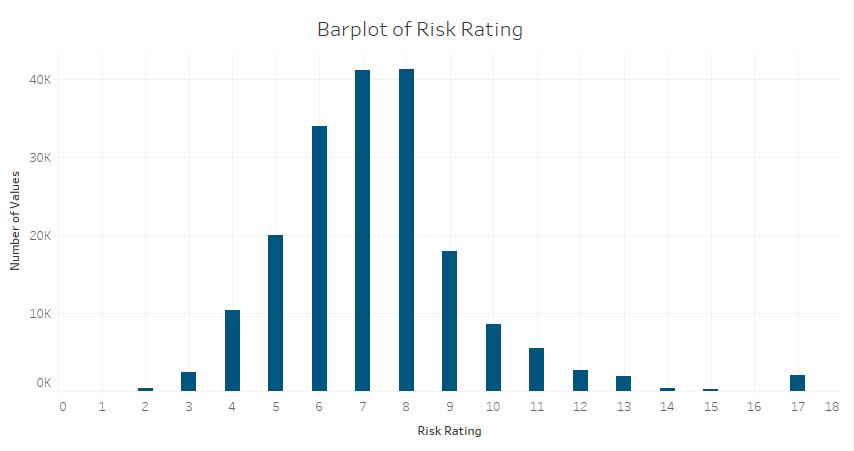 Barplot of Risk Rating
Number of Values
40K
30K
20K
10K
0K
0 1 2 3 4 5 6 7 8 9 10 11 12 13 14 15 16 17 18
Risk Rating